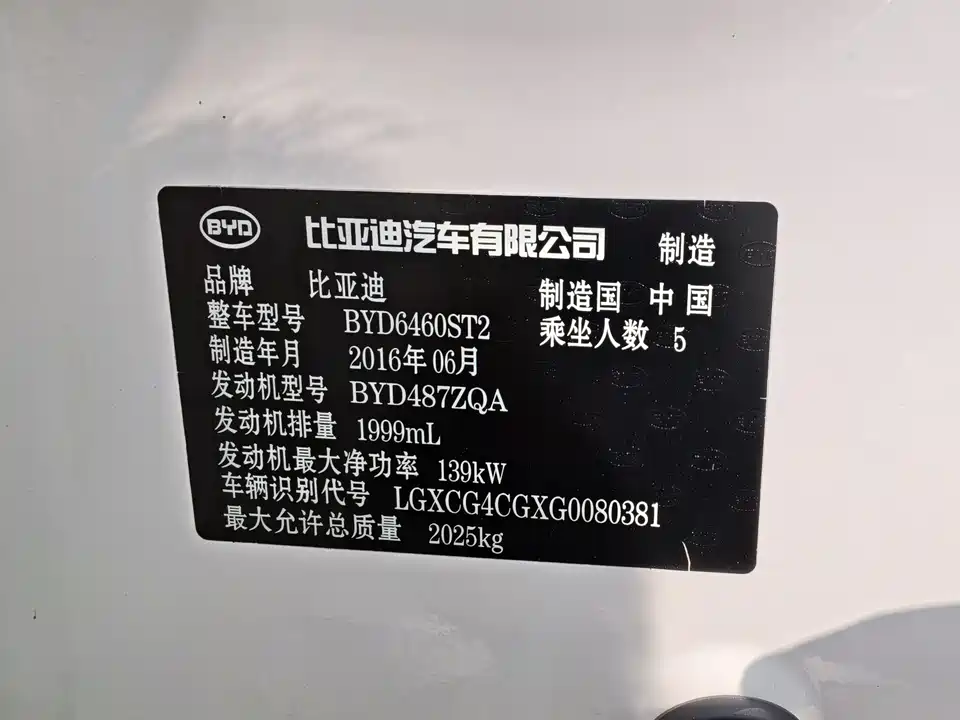 BYD 比亚迪汽车有限公司 制造
品牌 比亚迪 制造国 中国
整车型号 BYD6460ST2 乘坐人数 5
制造年月 2016年06月
发动机型号 BYD487ZQA
发动机排量 1999mL
发动机最大净功率 139kW
车辆识别代号 LGXCG4CGXG0080381
最大允许总质量 2025kg